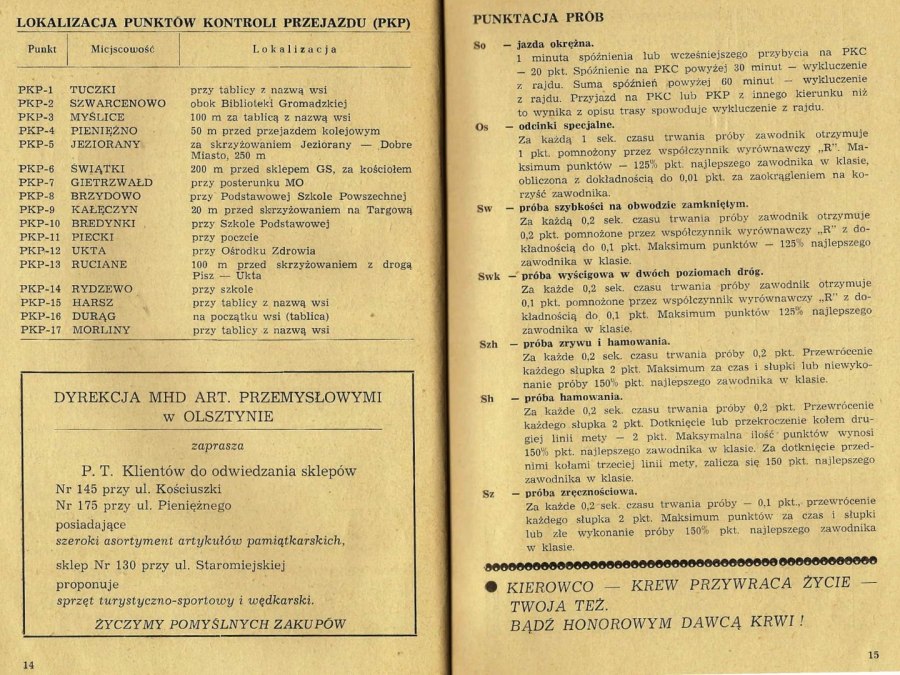 LOKALIZACJA PUNKTÓW KONTROLI PRZEJAZDU (PKP)
Punkt Miejscowość Lokalizacja
PKP-1 TUCZKI przy tablicy z nazwą wsi
PKP-2 SZWARCENOWO obok Biblioteki Gromadzkiej
PKP-3 MYŚLICE 100 m za tablicą z nazwą wsi
PKP-4 PIENIĘŻNO 50 m przed przejazdem kolejowym
PKP-5 JEZIORANY za skrzyżowaniem Jeziorany — Dobre
Miasto, 250 m
PKP-6 ŚWIĄTKI 200 m przed sklepem GS, za kościołem
PKP-7 GIETRZWAŁD przy posterunku MO
PKP-8 BRZYDOWO przy Podstawowej Szkole Powszechnej
PKP-9 KAŁĘCZYN 20 m przed skrzyżowaniem na Targową
PKP-10 BREDYNKI przy Szkole Podstawowej
PKP-11 PIECKI przy poczcie
PKP-12 UKTA przy Ośrodku Zdrowia
PKP-13 RUCIANE 100 m przed skrzyżowaniem z drogą
Pisz — Ukta
PKP-14 RYDZEWO przy szkole
PKP-15 HARSZ przy tablicy z nazwą wsi
PKP-16 DURĄG na początku wsi (tablica)
PKP-17 MORLINY przy tablicy z nazwą wsi
DYREKCJA MHD ART. PRZEMYSŁOWYMI
w OLSZTYNIE
zaprasza
P. T. Klientów do odwiedzania sklepów
Nr 145 przy ul. Kościuszki
Nr 175 przy ul. Pieniężnego
posiadające
szeroki asortyment artykułów pamiątkarskich,
sklep Nr 130 przy ul. Staromiejskiej
proponuje
sprzęt turystyczno-sportowy i wędkarski.
ŻYCZYMY POMYŚLNYCH ZAKUPÓW
14
PUNKTACJA PRÓB
So — jazda okrężna.
1 minuta spóźnienia lub wcześniejszego przybycia na PKC
— 20 pkt. Spóźnienie na PKC powyżej 30 minut — wykluczenie
z rajdu. Suma spóźnień powyżej 60 minut — wykluczenie
z rajdu. Przyjazd na PKC lub PKP z innego kierunku niż
to wynika z opisu trasy spowoduje wykluczenie z rajdu.
Os — odcinki specjalne.
Za każdą 1 sek. czasu trwania próby zawodnik otrzymuje
1 pkt. pomnożony przez współczynnik wyrównawczy „R". Ma-
ksimum punktów — 125% pkt. najlepszego zawodnika w klasie,
obliczona z dokładnością do 0,01 pkt. za zaokrągleniem na ko-
rzyść zawodnika.
Sw — próba szybkości na obwodzie zamkniętym.
Za każdą 0,2 sek. czasu trwania próby zawodnik otrzymuje
0,2 pkt. pomnożone przez współczynnik wyrównawczy „R" z do-
kładnością do 0,1 pkt. Maksimum punktów — 125% najlepszego
zawodnika w klasie.
Swk — próba wyścigowa w dwóch poziomach dróg.
Za każde 0,2 sek. czasu trwania próby zawodnik otrzymuje
0,1 pkt. pomnożone przez współczynnik wyrównawczy „R" z do-
kładnością do 0,1 pkt. Maksimum punktów 125% najlepszego
zawodnika w klasie.
Szh — próba zrywu i hamowania.
Za każde 0,2 sek. czasu trwania próby 0,2 pkt. Przewrócenie
każdego słupka 2 pkt. Maksimum za czas i słupki lub niewyko-
nanie próby 150% pkt. najlepszego zawodnika w klasie.
Sh — próba hamowania.
Za każde 0,2 sek. czasu trwania próby 0,2 pkt. Przewrócenie
każdego słupka 2 pkt. Dotknięcie lub przekroczenie kołem dru-
giej linii mety — 2 pkt. Maksymalna ilość punktów wynosi
150% pkt. najlepszego zawodnika w klasie. Za dotknięcie przed-
nimi kołami trzeciej linii mety, zalicza się 150 pkt. najlepszego
zawodnika w klasie.
Sz — próba zręcznościowa.
Za każde 0,2 sek. czasu trwania próby — 0,1 pkt., przewrócenie
każdego słupka 2 pkt. Maksimum punktów za czas i słupki
lub złe wykonanie próby 150% pkt. najlepszego zawodnika
w klasie.
KIEROWCO — KREW PRZYWRACA ŻYCIE —
TWOJA TEŻ.
BĄDŹ HONOROWYM DAWCĄ KRWI !
15